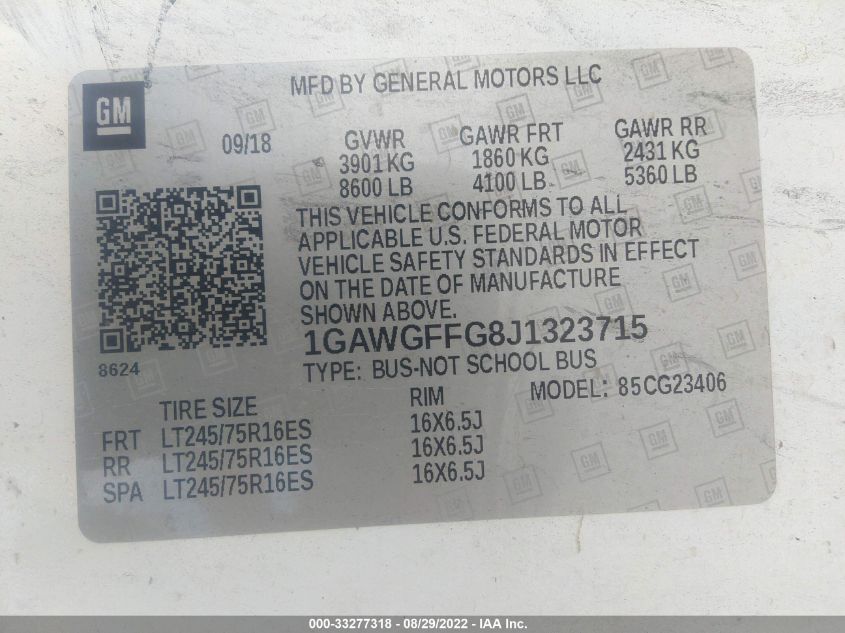 MFD BY GENERAL MOTORS LLC
GM
09/18 GVWR GAWR FRT GAWR RR
3901 KG 1860 KG 2431 KG
8600 LB 4100 LB 5360 LB
THIS VEHICLE CONFORMS TO ALL
APPLICABLE U.S. FEDERAL MOTOR
VEHICLE SAFETY STANDARDS IN EFFECT
ON THE DATE OF MANUFACTURE
SHOWN ABOVE.
1GAWGFFG8J1323715
8624
TYPE: BUS-NOT SCHOOL BUS
MODEL: 85CG23406
TIRE SIZE RIM
FRT LT245/75R16ES 16X6.5J
RR LT245/75R16ES 16X6.5J
SPA LT245/75R16ES 16X6.5J
000-33277318 - 08/29/2022 - IAA Inc.